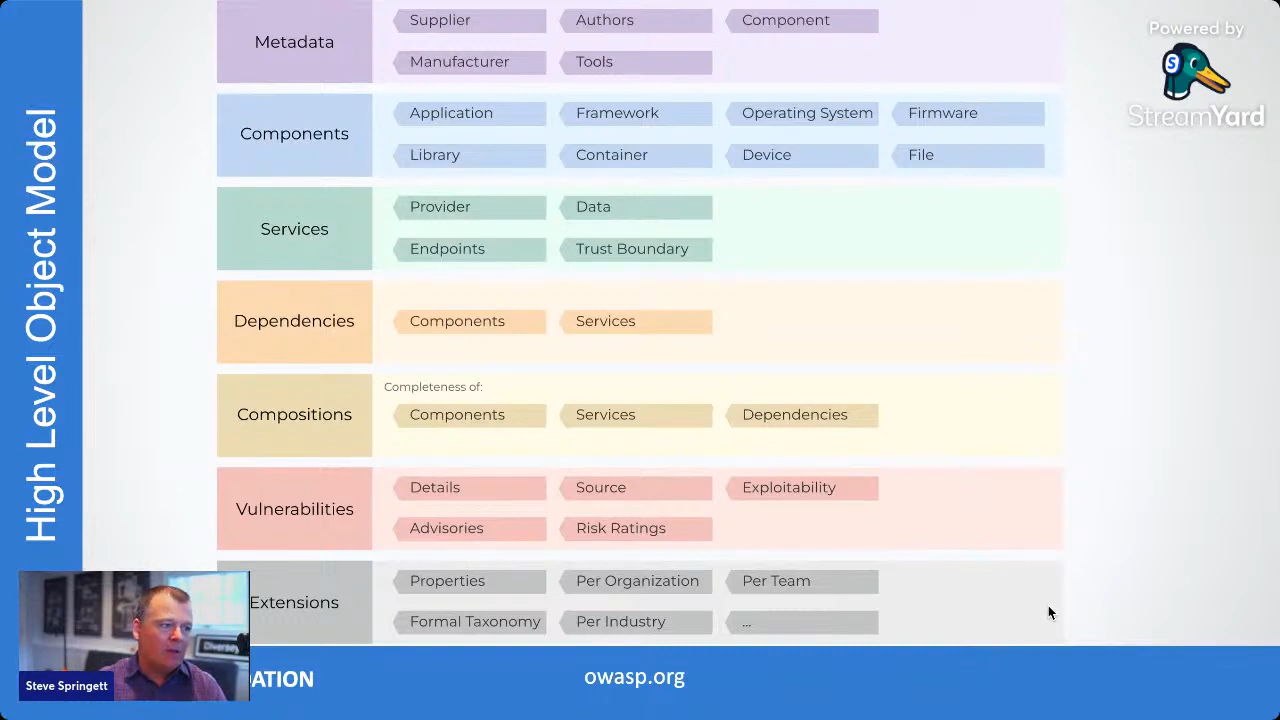 High Level Object Model
Metadata
Supplier
Authors
Component
Manufacturer
Tools
Components
Application
Framework
Operating System
Firmware
Library
Container
Device
File
Services
Provider
Data
Endpoints
Trust Boundary
Dependencies
Components
Services
Compositions
Completeness of:
Components
Services
Dependencies
Vulnerabilities
Details
Source
Exploitability
Advisories
Risk Ratings
Extensions
Properties
Per Organization
Per Team
Formal Taxonomy
Per Industry
...
Powered by
S
StreamYard
Diverse
Steve Springett
DATION
owasp.org